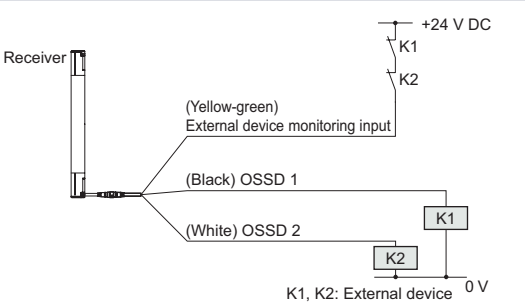 +24 V DC
K1
Receiver
K2
(Yellow-green)
External device monitoring input
(Black) OSSD 1
K1
(White) OSSD 2
K2
0 V
K1, K2: External device